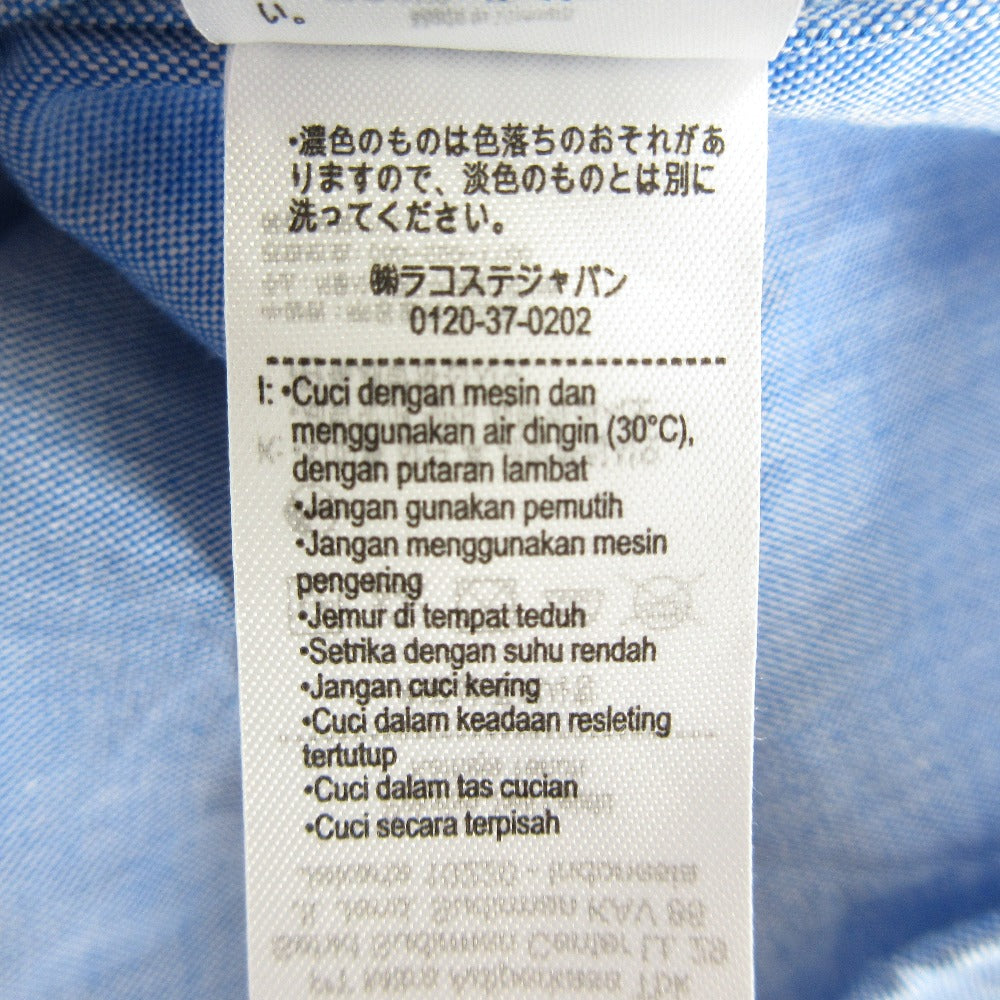 い。
・濃色のものは色落ちのおそれがあ
りますので、淡色のものとは別に
洗ってください。
㈱ラコステジャパン
0120-37-0202
I: •Cuci dengan mesin dan
menggunakan air dingin (30°C),
dengan putaran lambat
•Jangan gunakan pemutih
•Jangan menggunakan mesin
pengering
•Jemur di tempat teduh
•Setrika dengan suhu rendah
•Jangan cuci kering
•Cuci dalam keadaan resleting
tertutup
•Cuci dalam tas cucian
•Cuci secara terpisah